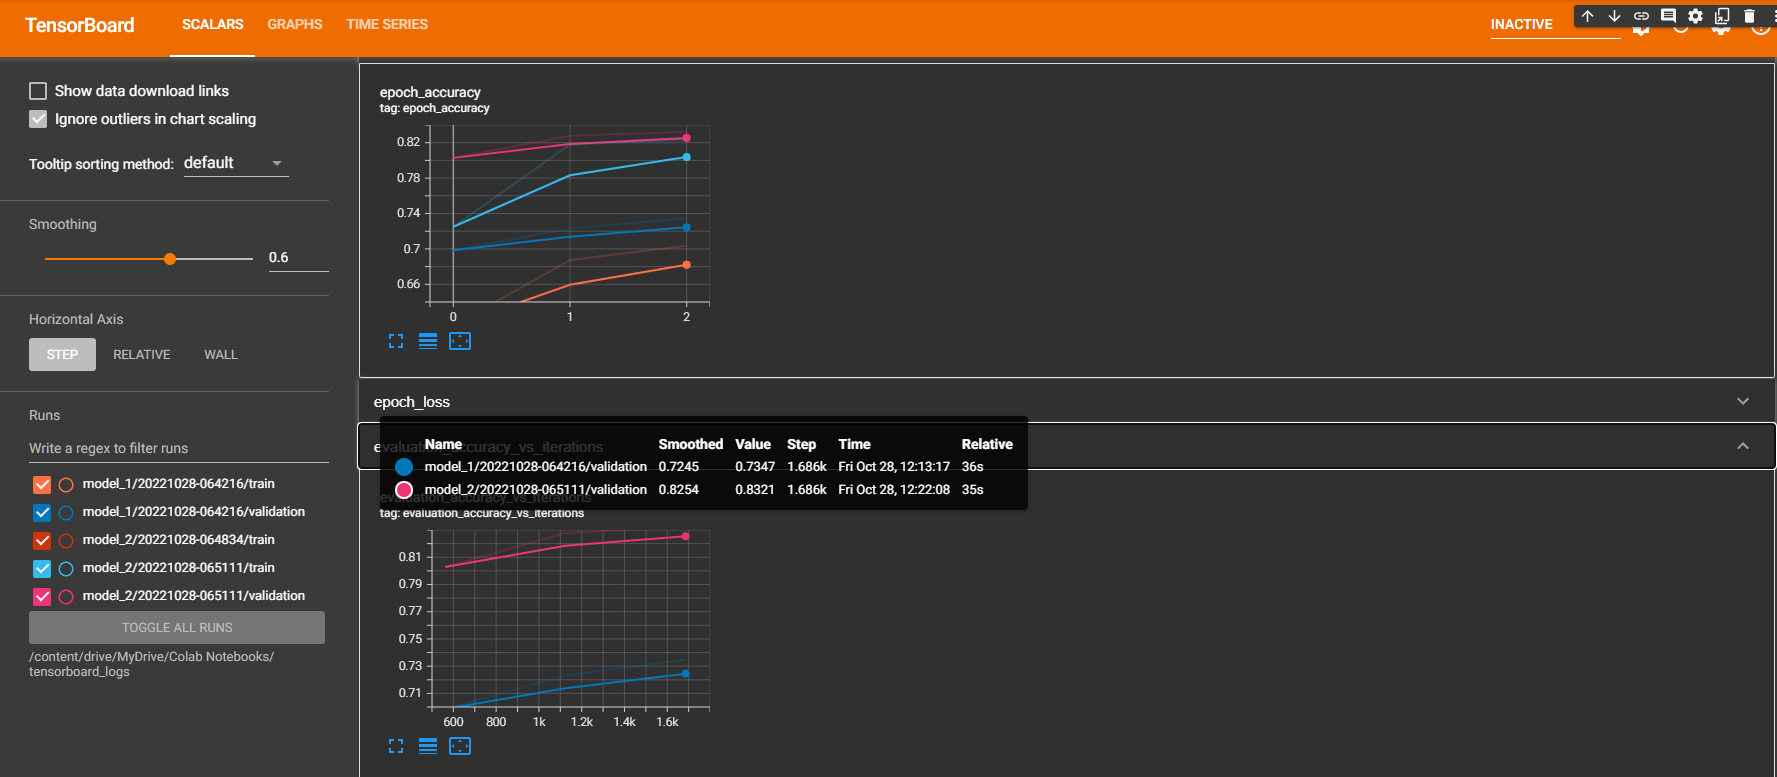 TensorBoard
SCALARS
GRAPHS
TIME SERIES
INACTIVE
Show data download links
Ignore outliers in chart scaling
Tooltip sorting method: default
Smoothing
0.6
Horizontal Axis
STEP
RELATIVE
WALL
Runs
Write a regex to filter runs
model_1/20221028-064216/train
model_1/20221028-064216/validation
model_2/20221028-064834/train
model_2/20221028-065111/train
model_2/20221028-065111/validation
TOGGLE ALL RUNS
/content/drive/MyDrive/Colab Notebooks/
tensorboard_logs
epoch_accuracy
tag: epoch_accuracy
0.82
0.78
0.74
0.7
0.66
0 1 2
epoch_loss
evaluation_accuracy_vs_iterations
Name Smoothed Value Step Time Relative
model_1/20221028-064216/validation 0.7245 0.7347 1.686k Fri Oct 28, 12:13:17 36s
model_2/20221028-065111/validation 0.8254 0.8321 1.686k Fri Oct 28, 12:22:08 35s
evaluation_accuracy_vs_iterations
tag: evaluation_accuracy_vs_iterations
0.81
0.79
0.77
0.75
0.73
0.71
600 800 1k 1.2k 1.4k 1.6k